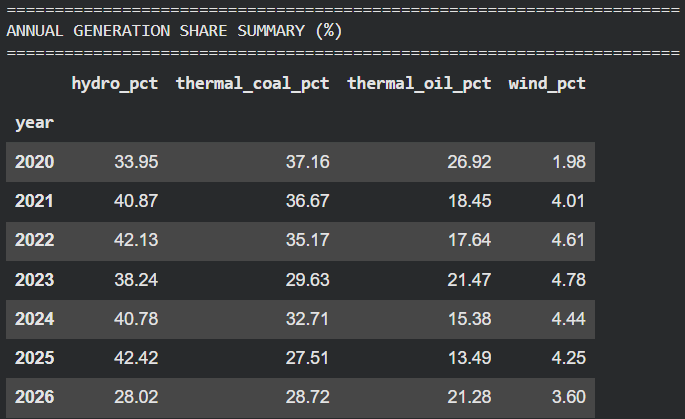 ======================================================================
ANNUAL GENERATION SHARE SUMMARY (%)
======================================================================
hydro_pct thermal_coal_pct thermal_oil_pct wind_pct
year
2020 33.95 37.16 26.92 1.98
2021 40.87 36.67 18.45 4.01
2022 42.13 35.17 17.64 4.61
2023 38.24 29.63 21.47 4.78
2024 40.78 32.71 15.38 4.44
2025 42.42 27.51 13.49 4.25
2026 28.02 28.72 21.28 3.60